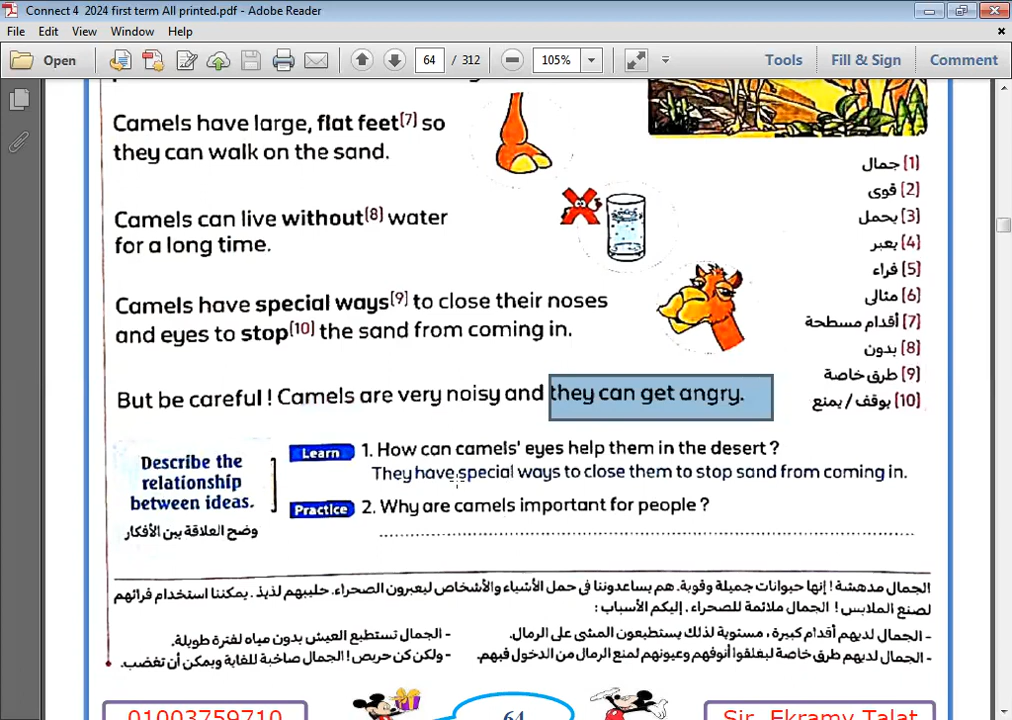 Connect 4 2024 first term All printed.pdf - Adobe Reader
File Edit View Window Help
Open 64 / 312 105% Tools Fill & Sign Comment
Camels have large, flat feet[7] so
they can walk on the sand.
Camels can live without[8] water
for a long time.
Camels have special ways[9] to close their noses
and eyes to stop[10] the sand from coming in.
But be careful ! Camels are very noisy and they can get angry.
[1] جمال
[2] قوى
[3] يحمل
[4] يعبر
[5] فراء
[6] مثالى
[7] أقدام مسطحة
[8] بدون
[9] طرق خاصة
[10] يوقف / يمنع
Describe the
relationship
between ideas.
وضح العلاقة بين الأفكار
Learn 1. How can camels' eyes help them in the desert ?
They have special ways to close them to stop sand from coming in.
Practice 2. Why are camels important for people ?
الجمال مدهشة ! إنها حيوانات جميلة وقوية. هم يساعدوننا فى حمل الأشياء والأشخاص ليعبرون الصحراء. حليبهم لذيذ . يمكننا استخدام فرائهم
لصنع الملابس ! الجمال ملائمة للصحراء . إليكم الأسباب :
- الجمال لديهم أقدام كبيرة ، مستوية لذلك يستطيعون المشى على الرمال.
- الجمال تستطيع العيش بدون مياه لفترة طويلة.
- الجمال لديهم طرق خاصة ليغلقوا أنوفهم وعيونهم لمنع الرمال من الدخول فيهم.
- ولكن كن حريص ! الجمال صاخبة للغاية ويمكن أن تغضب.
01003759710
64
Sir. Ekramy Talat